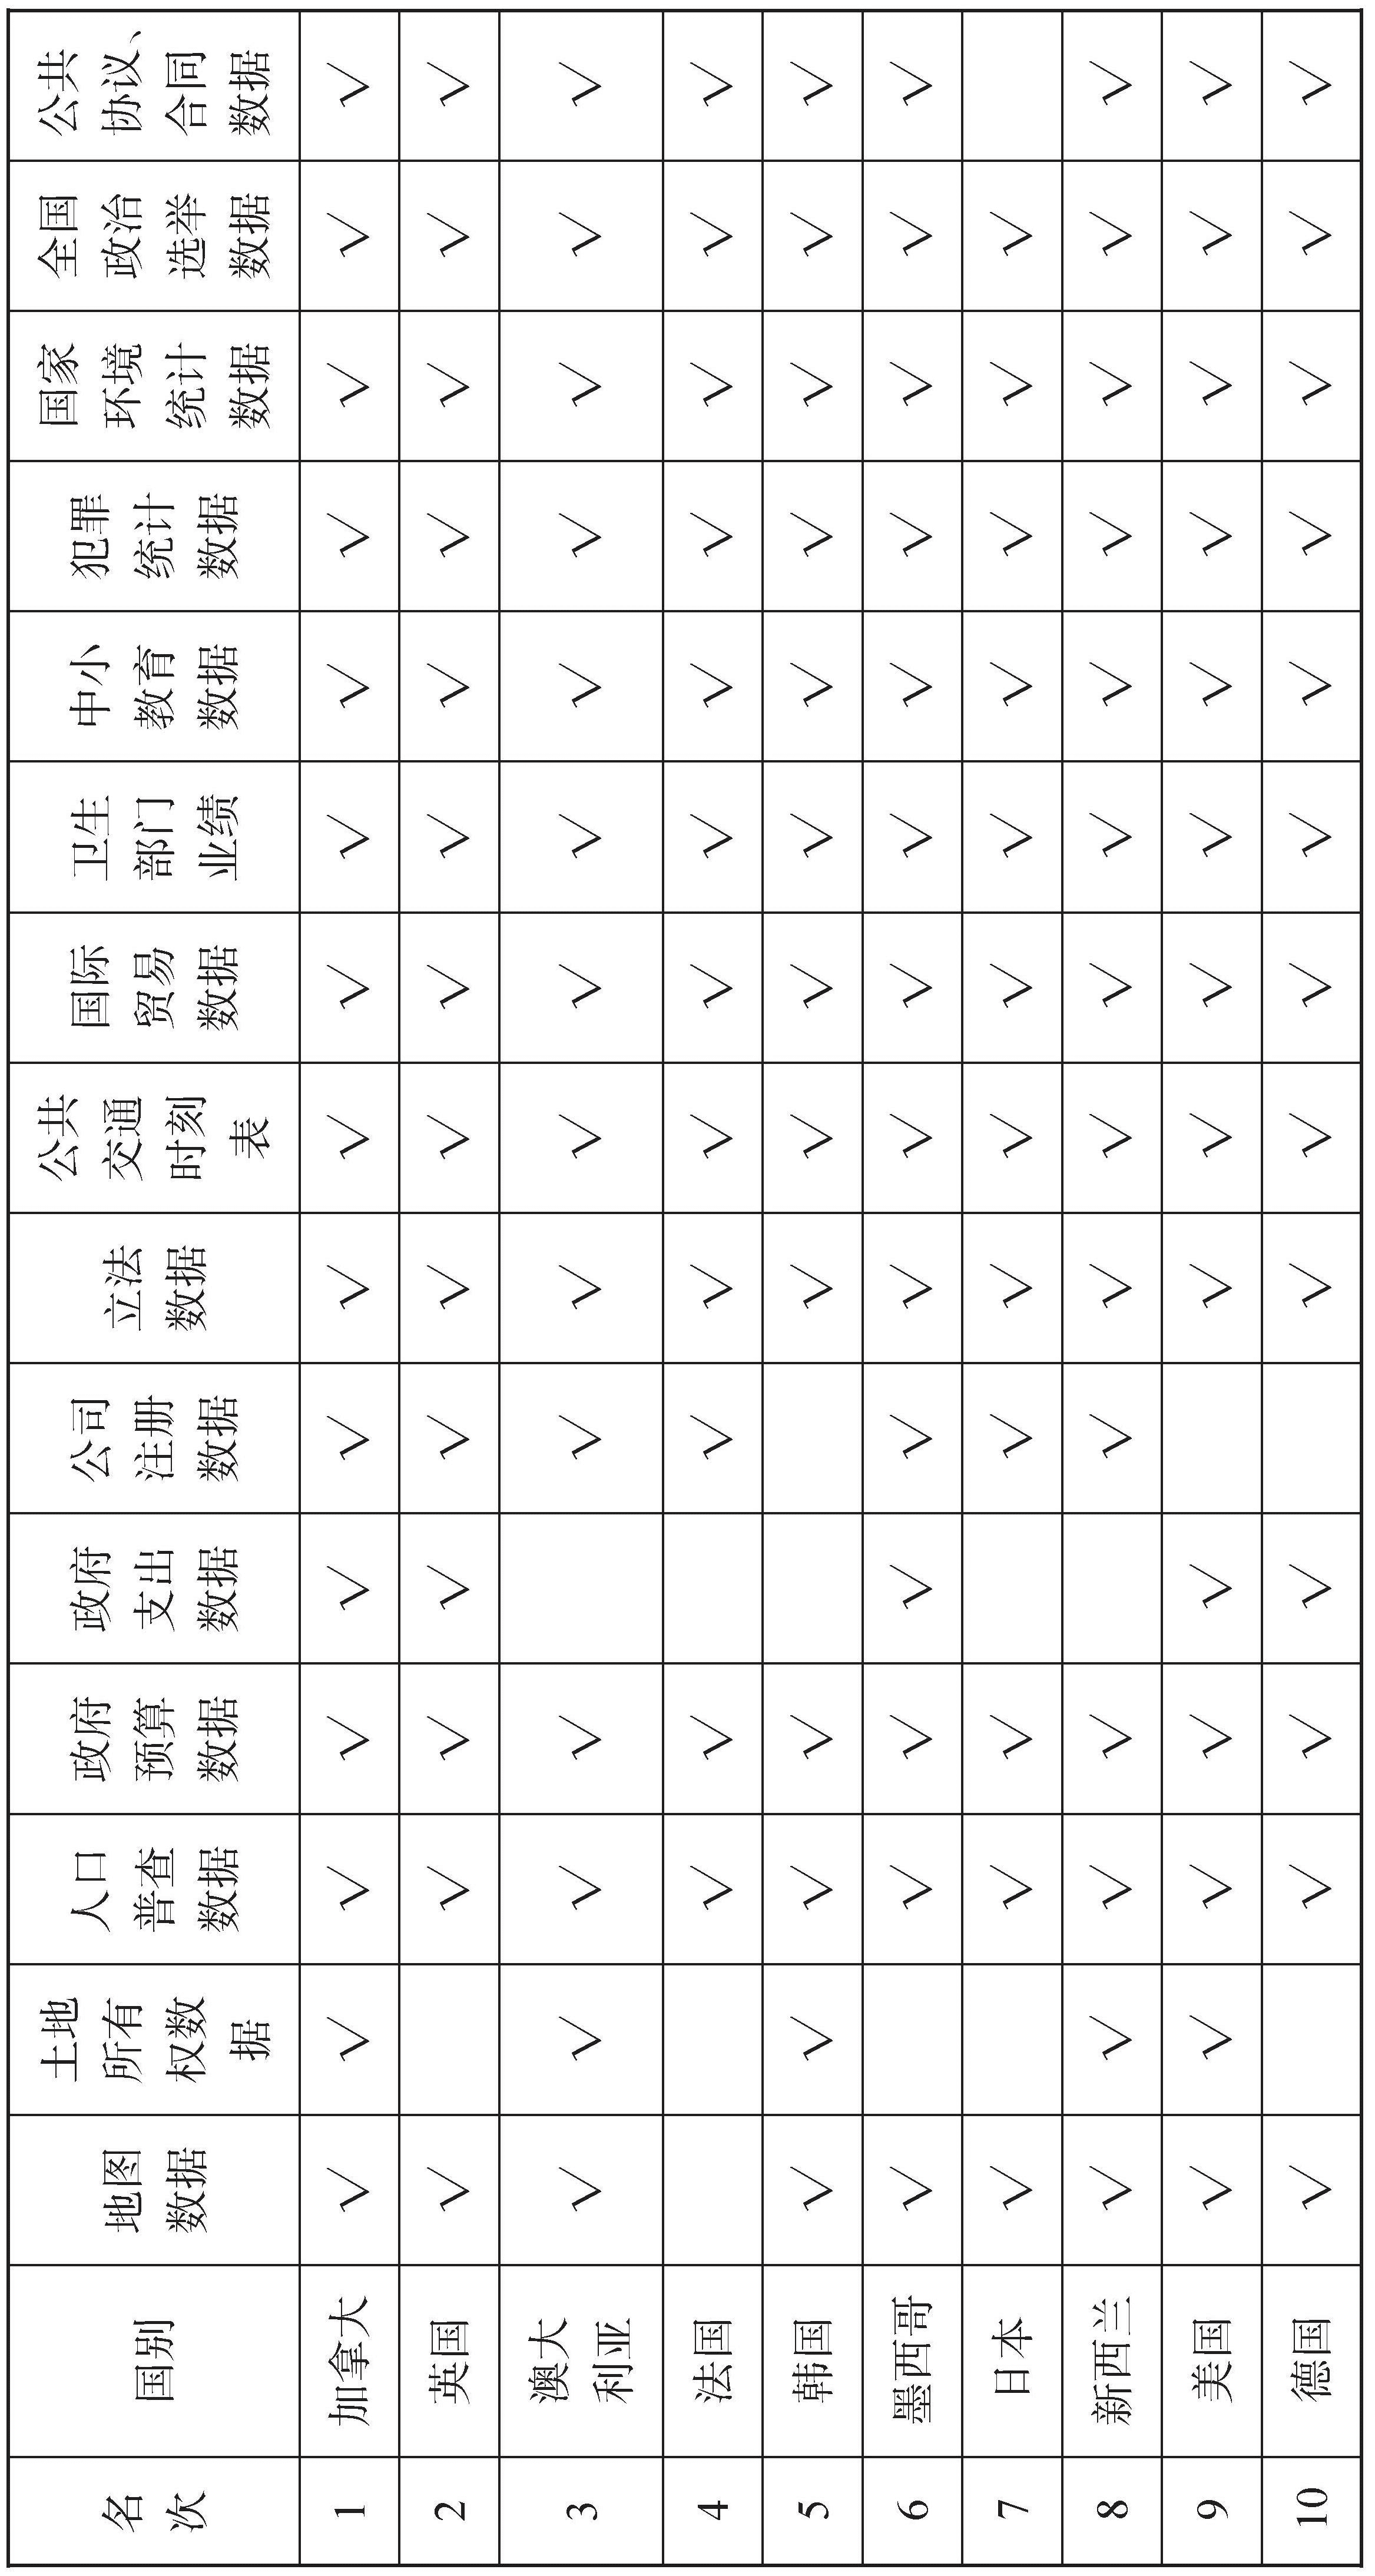 名次
国别
地图
数据
土地
所有
权数
据
人口
普查
数据
政府
预算
数据
政府
支出
数据
公司
注册
数据
立法
数据
公共
交通
时刻
表
国际
贸易
数据
卫生
部门
业绩
中小
教育
数据
犯罪
统计
数据
国家
环境
统计
数据
全国
政治
选举
数据
公共
协议、
合同
数据
1 加拿大 √ √ √ √ √ √ √ √ √ √ √ √ √ √ √
2 英国 √ √ √ √ √ √ √ √ √ √ √ √ √ √
3 澳大利亚 √ √ √ √ √ √ √ √ √ √ √ √ √ √
4 法国 √ √ √ √ √ √ √ √ √ √ √ √
5 韩国 √ √ √ √ √ √ √ √ √ √ √ √ √
6 墨西哥 √ √ √ √ √ √ √ √ √ √ √ √ √ √
7 日本 √ √ √ √ √ √ √ √ √ √ √ √
8 新西兰 √ √ √ √ √ √ √ √ √ √ √ √ √ √
9 美国 √ √ √ √ √ √ √ √ √ √ √ √ √ √
10 德国 √ √ √ √ √ √ √ √ √ √ √ √ √